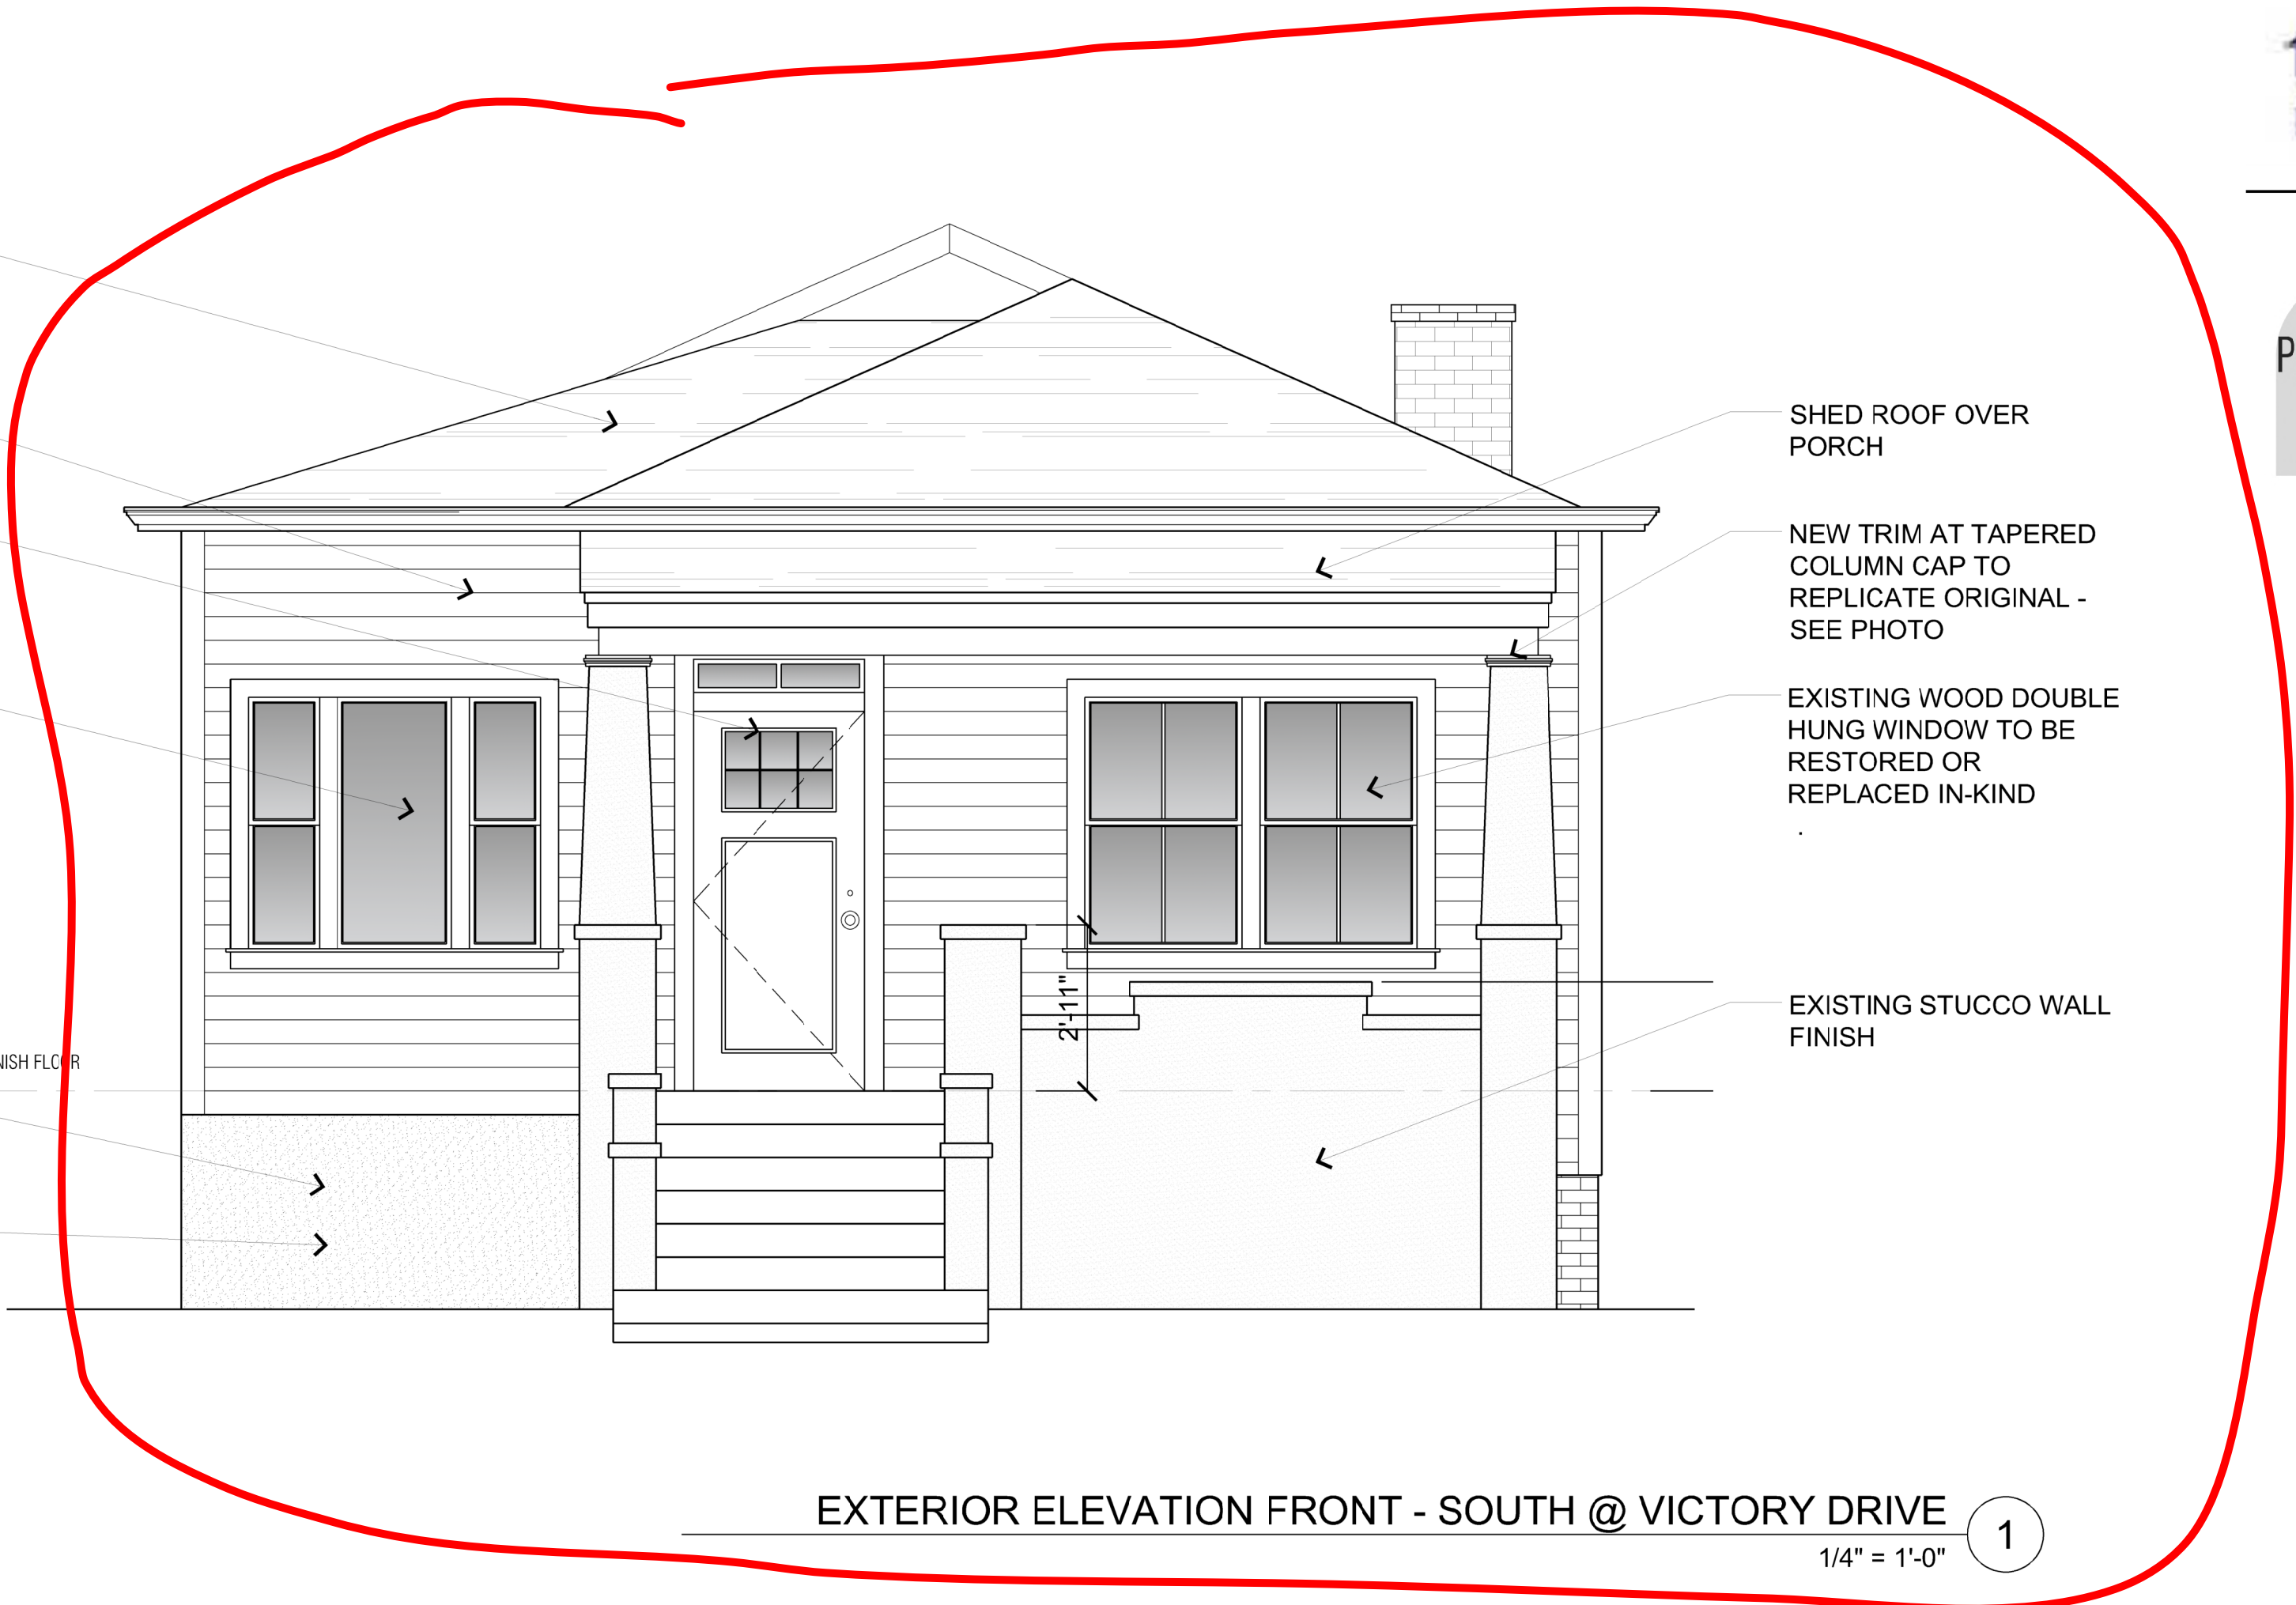 SHED ROOF OVER
PORCH
NEW TRIM AT TAPERED
COLUMN CAP TO
REPLICATE ORIGINAL -
SEE PHOTO
EXISTING WOOD DOUBLE
HUNG WINDOW TO BE
RESTORED OR
REPLACED IN-KIND
.
2'-11"
EXISTING STUCCO WALL
FINISH
FLOOR
EXTERIOR ELEVATION FRONT - SOUTH @ VICTORY DRIVE
1
1/4" = 1'-0"